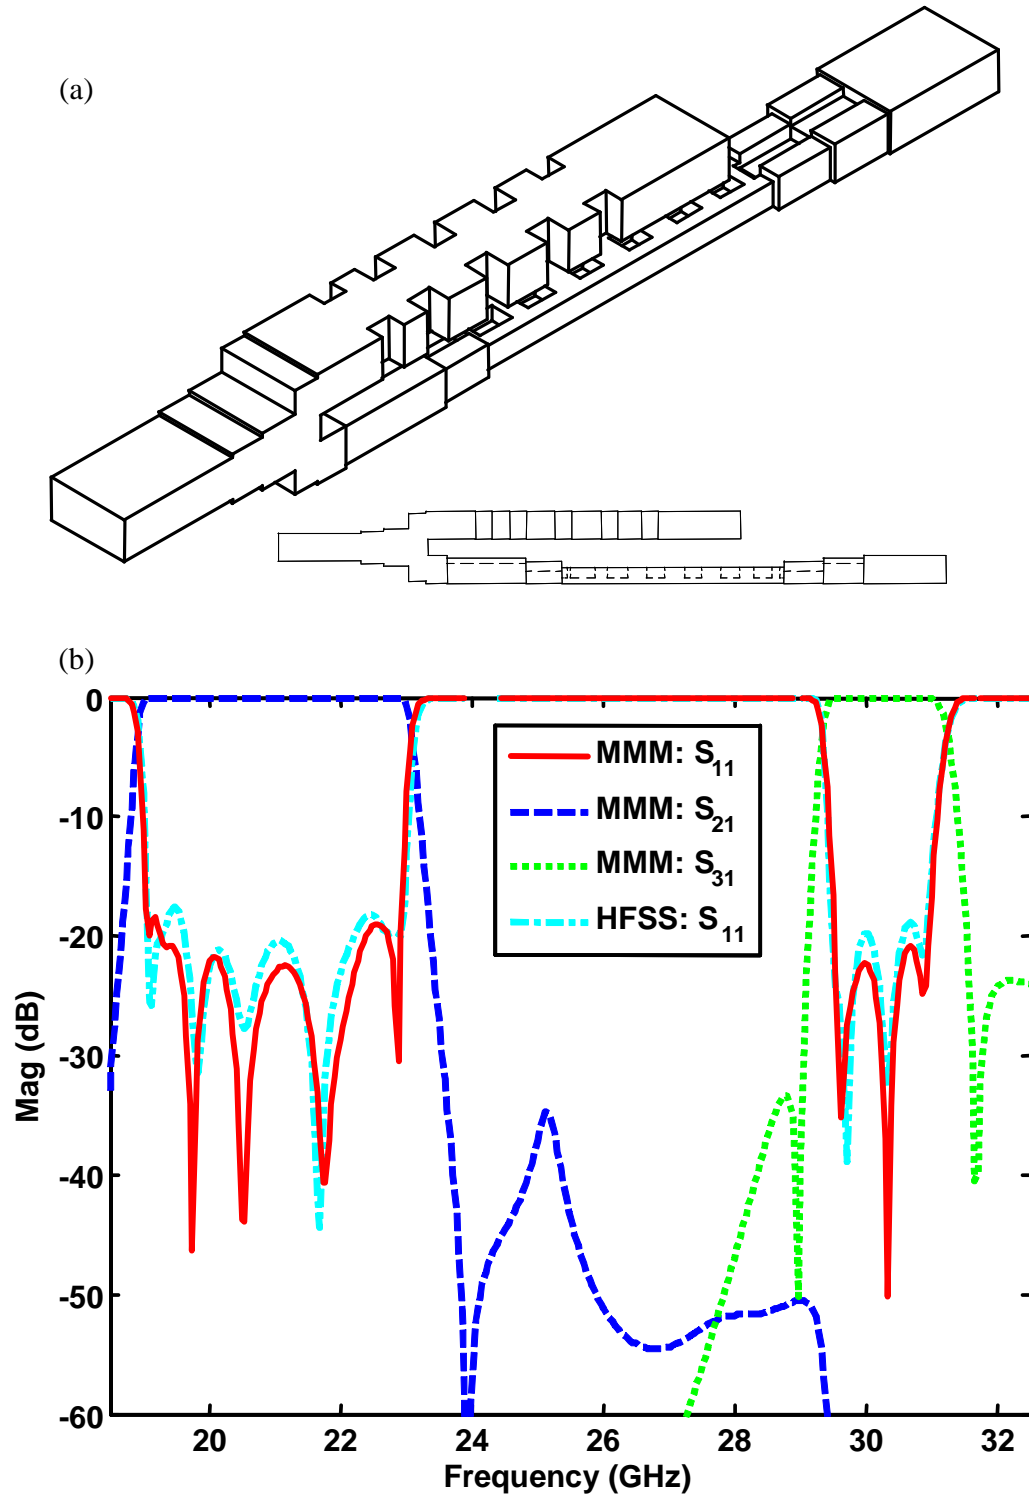 (a)
(b)
0
-10
-20
-30
-40
-50
-60
Mag (dB)
MMM: S11
MMM: S21
MMM: S31
HFSS: S11
20 22 24 26 28 30 32
Frequency (GHz)